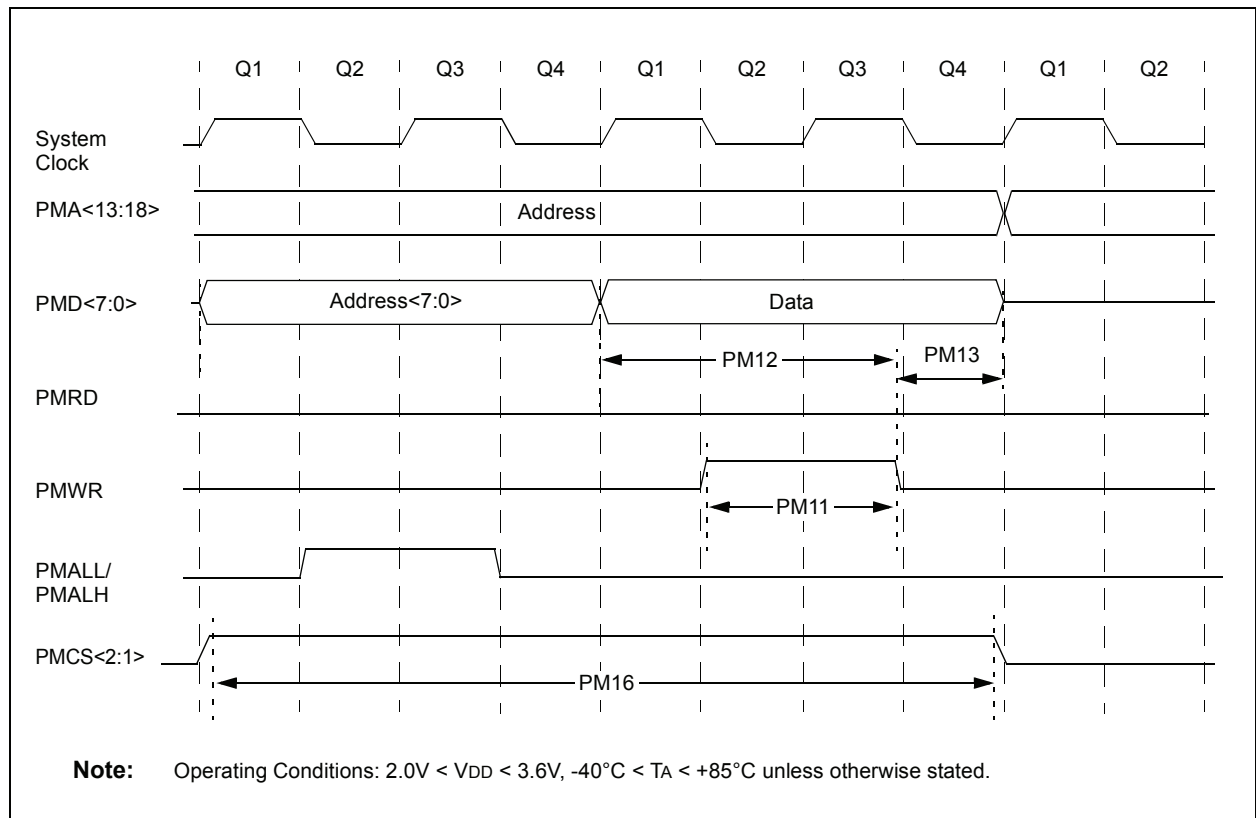 Q1 Q2 Q3 Q4 Q1 Q2 Q3 Q4 Q1 Q2
System
Clock
PMA<13:18>
Address
PMD<7:0>
Address<7:0>
Data
PM12
PM13
PMRD
PMWR
PM11
PMALL/
PMALH
PMCS<2:1>
PM16
Note: Operating Conditions: 2.0V < VDD < 3.6V, -40°C < TA < +85°C unless otherwise stated.